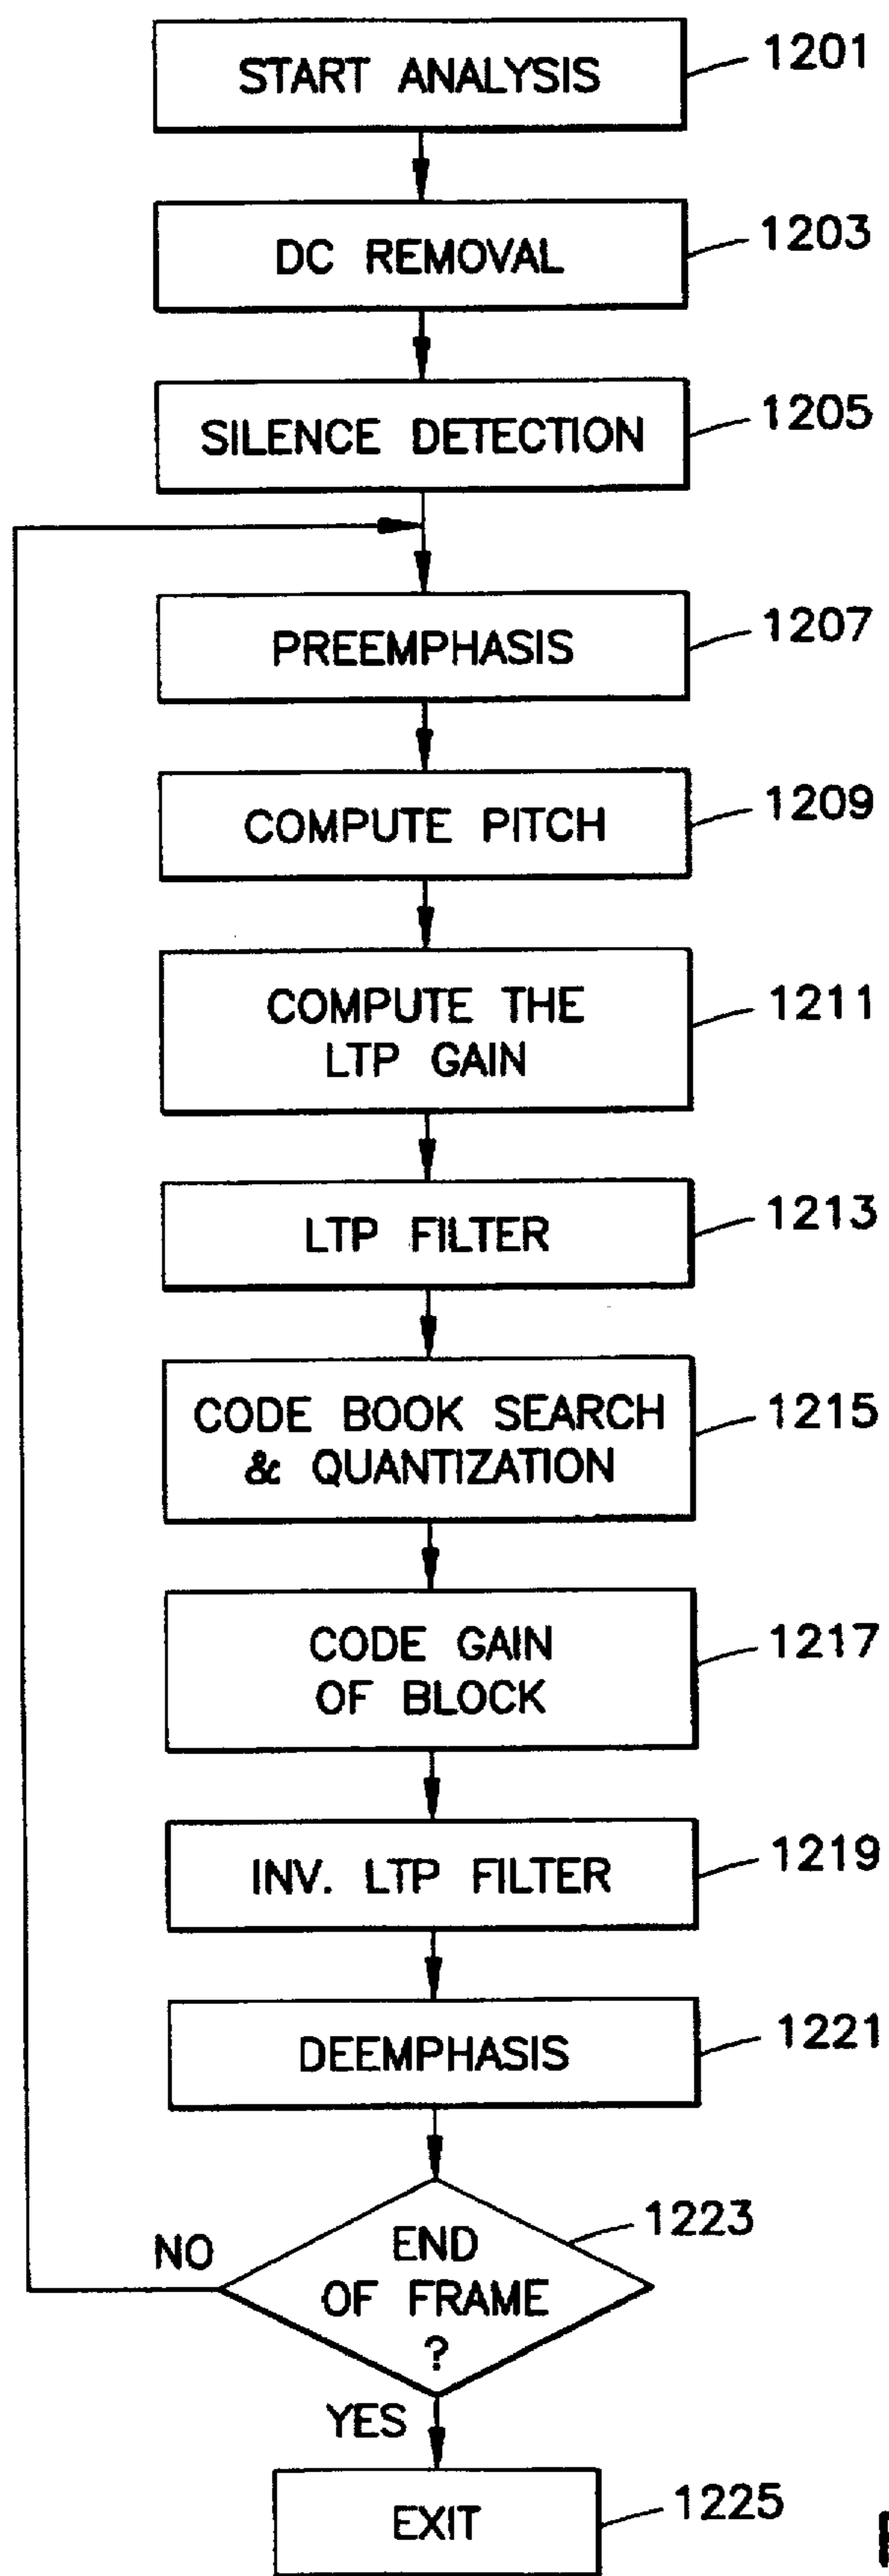 START ANALYSIS
1201
DC REMOVAL
1203
SILENCE DETECTION
1205
PREEMPHASIS
1207
COMPUTE PITCH
1209
COMPUTE THE
LTP GAIN
1211
LTP FILTER
1213
CODE BOOK SEARCH
& QUANTIZATION
1215
CODE GAIN
OF BLOCK
1217
INV. LTP FILTER
1219
DEEMPHASIS
1221
END
OF FRAME
?
1223
NO
YES
EXIT
1225